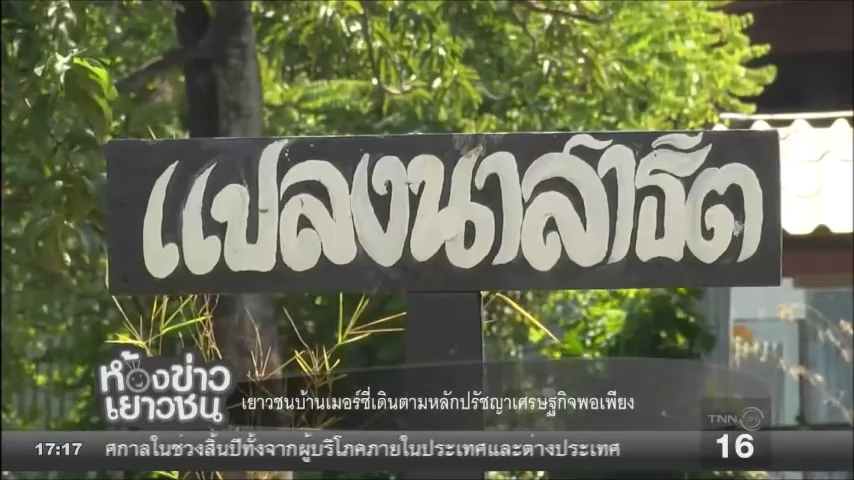 แปลงนาสาธิต
ห้องข่าว
เยาวชน
เยาวชนบ้านเมอร์ซี่เดินตามหลักปรัชญาเศรษฐกิจพอเพียง
TNN
16
17:17
ศกาลในช่วงสิ้นปีทั้งจากผู้บริโภคภายในประเทศและต่างประเทศ